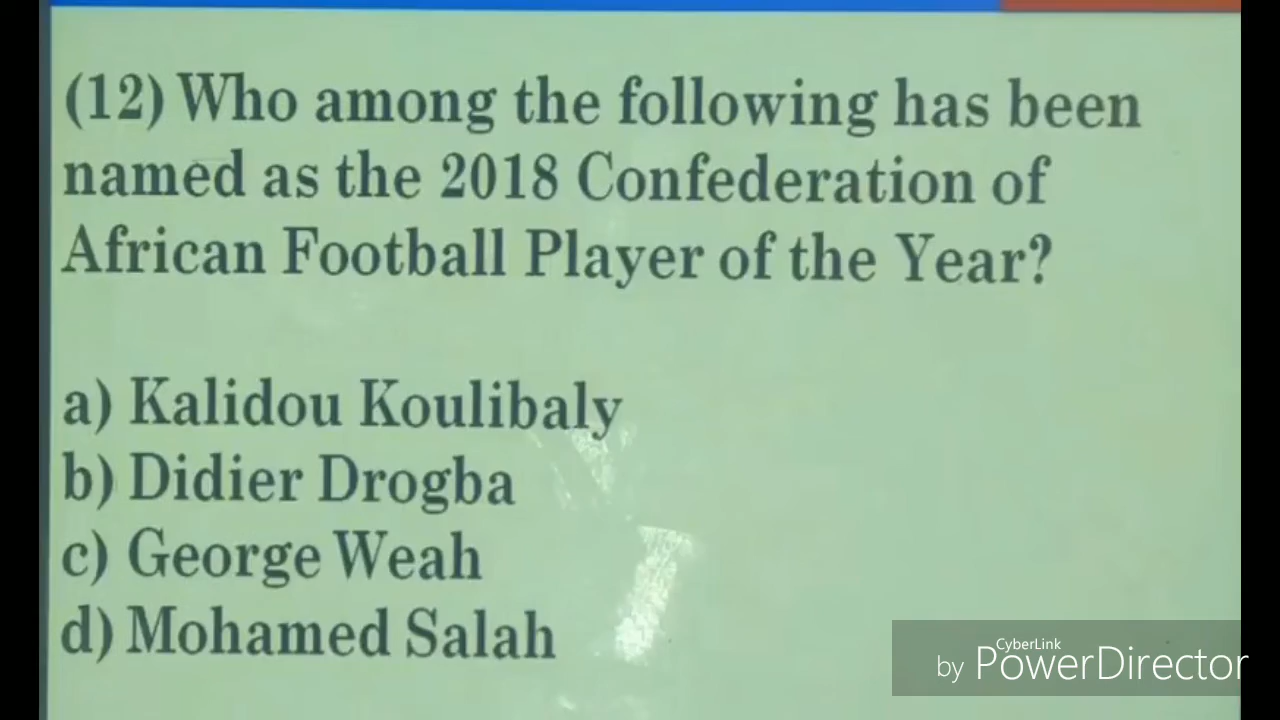 (12) Who among the following has been
named as the 2018 Confederation of
African Football Player of the Year?
a) Kalidou Koulibaly
b) Didier Drogba
c) George Weah
d) Mohamed Salah
CyberLink
by PowerDirector